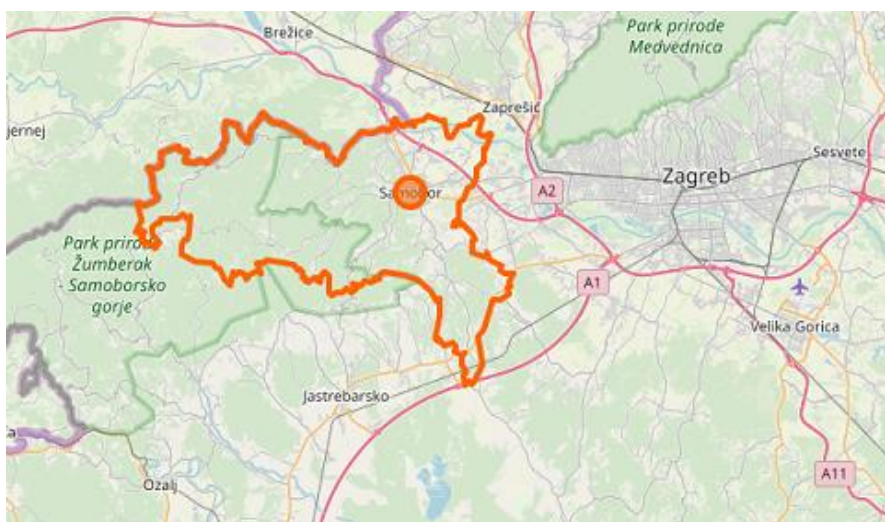 Park prirode
Medvednica
Brežice
Zaprešić
jernej
Sesvete
Zagreb
A2
Samobor
Park prirode
Žumberak
- Samoborsko
gorje
A1
Velika Gorica
Jastrebarsko
A11
Ozalj